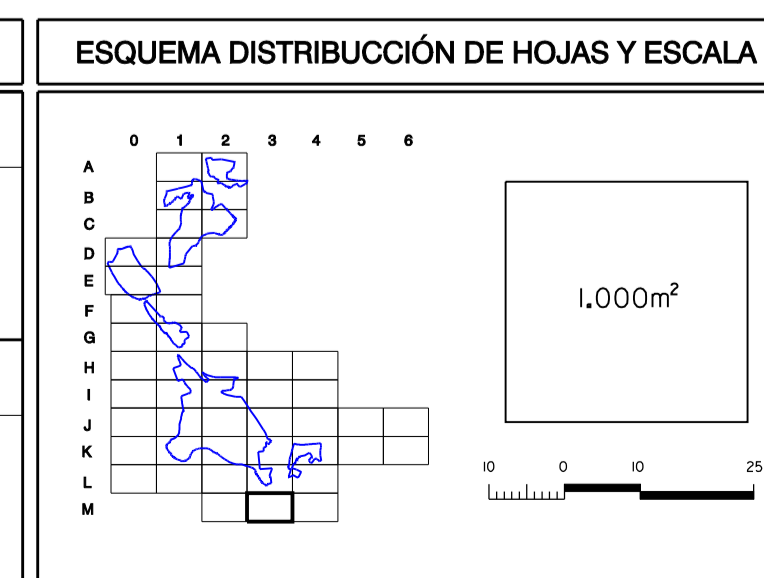 ESQUEMA DISTRIBUCCIÓN DE HOJAS Y ESCALA
0 1 2 3 4 5 6
A
B
C
D
E
F
G
H
I
J
K
L
M
1.000m²
10 0 10 25